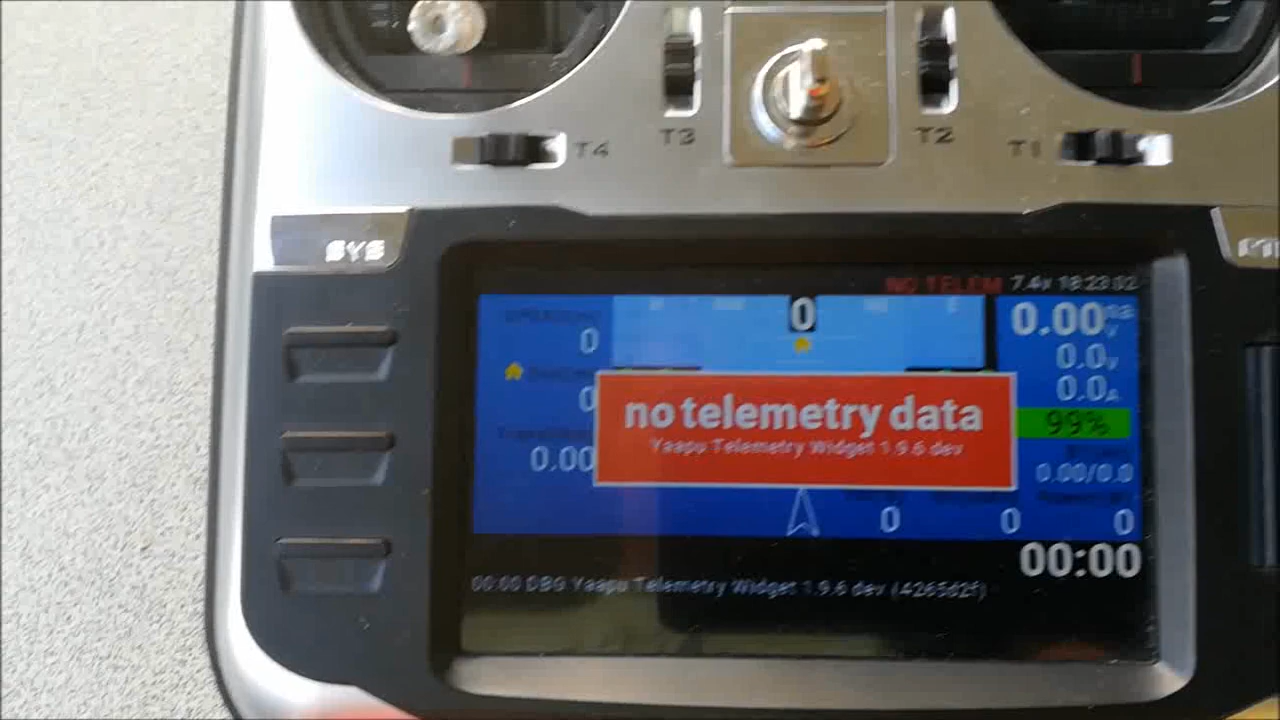 T4
T3
T2
T1
SYS
NO TELEM 7.4v 18:23:02
0
0
0.00
0.0v
0
0.0A
99%
no telemetry data
Yaapu Telemetry Widget 1.9.6 dev
0.00
0.00/0.0
0
0
0
00:00
00:00 DBG Yaapu Telemetry Widget 1.9.6 dev (4265d2f)